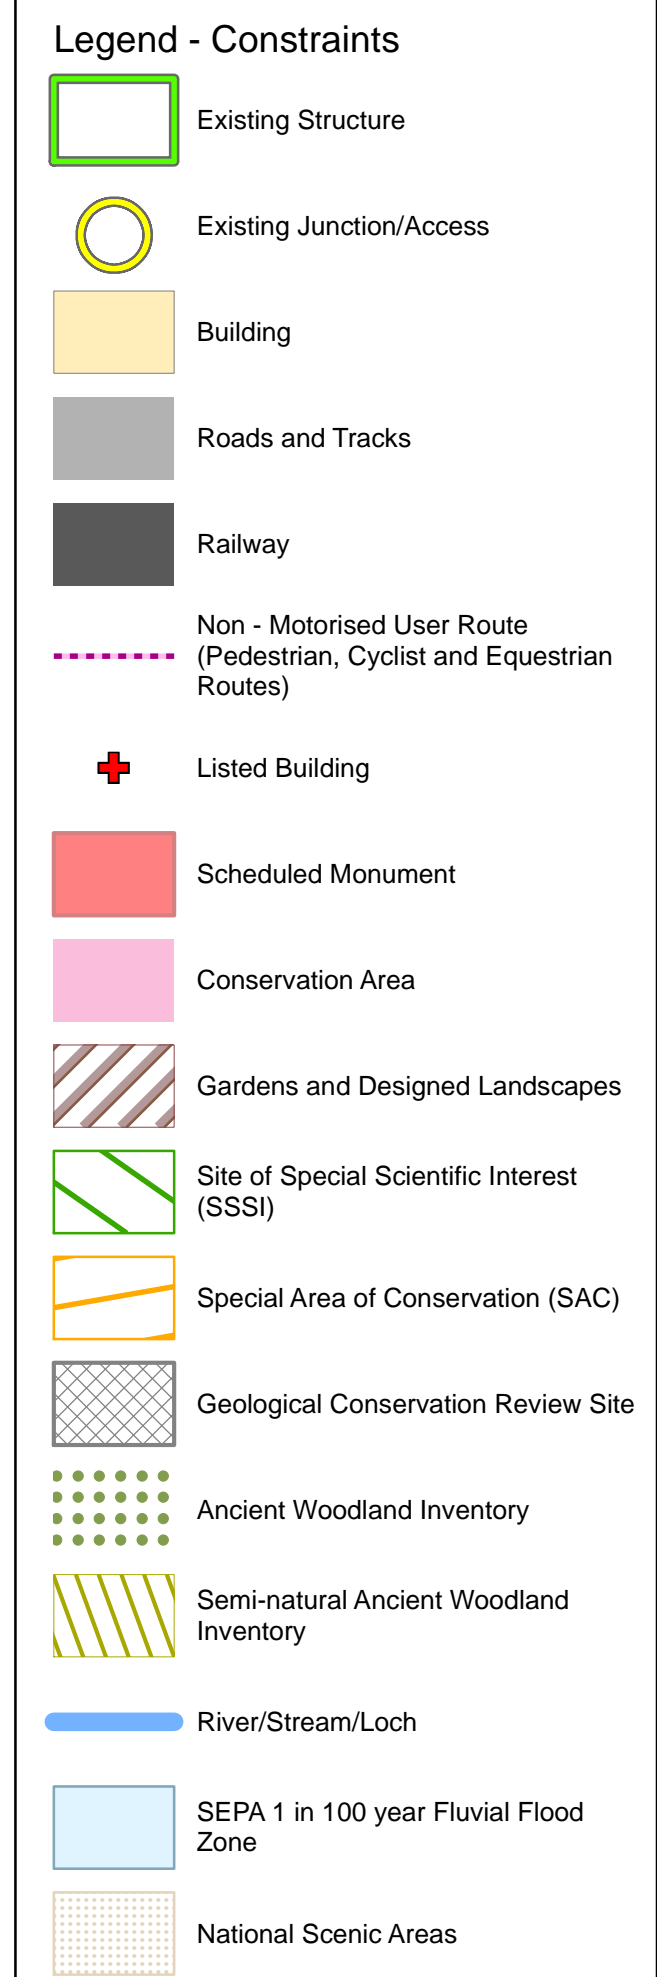 Legend - Constraints
Existing Structure
Existing Junction/Access
Building
Roads and Tracks
Railway
Non - Motorised User Route
(Pedestrian, Cyclist and Equestrian
Routes)
Listed Building
Scheduled Monument
Conservation Area
Gardens and Designed Landscapes
Site of Special Scientific Interest
(SSSI)
Special Area of Conservation (SAC)
Geological Conservation Review Site
Ancient Woodland Inventory
Semi-natural Ancient Woodland
Inventory
River/Stream/Loch
SEPA 1 in 100 year Fluvial Flood
Zone
National Scenic Areas